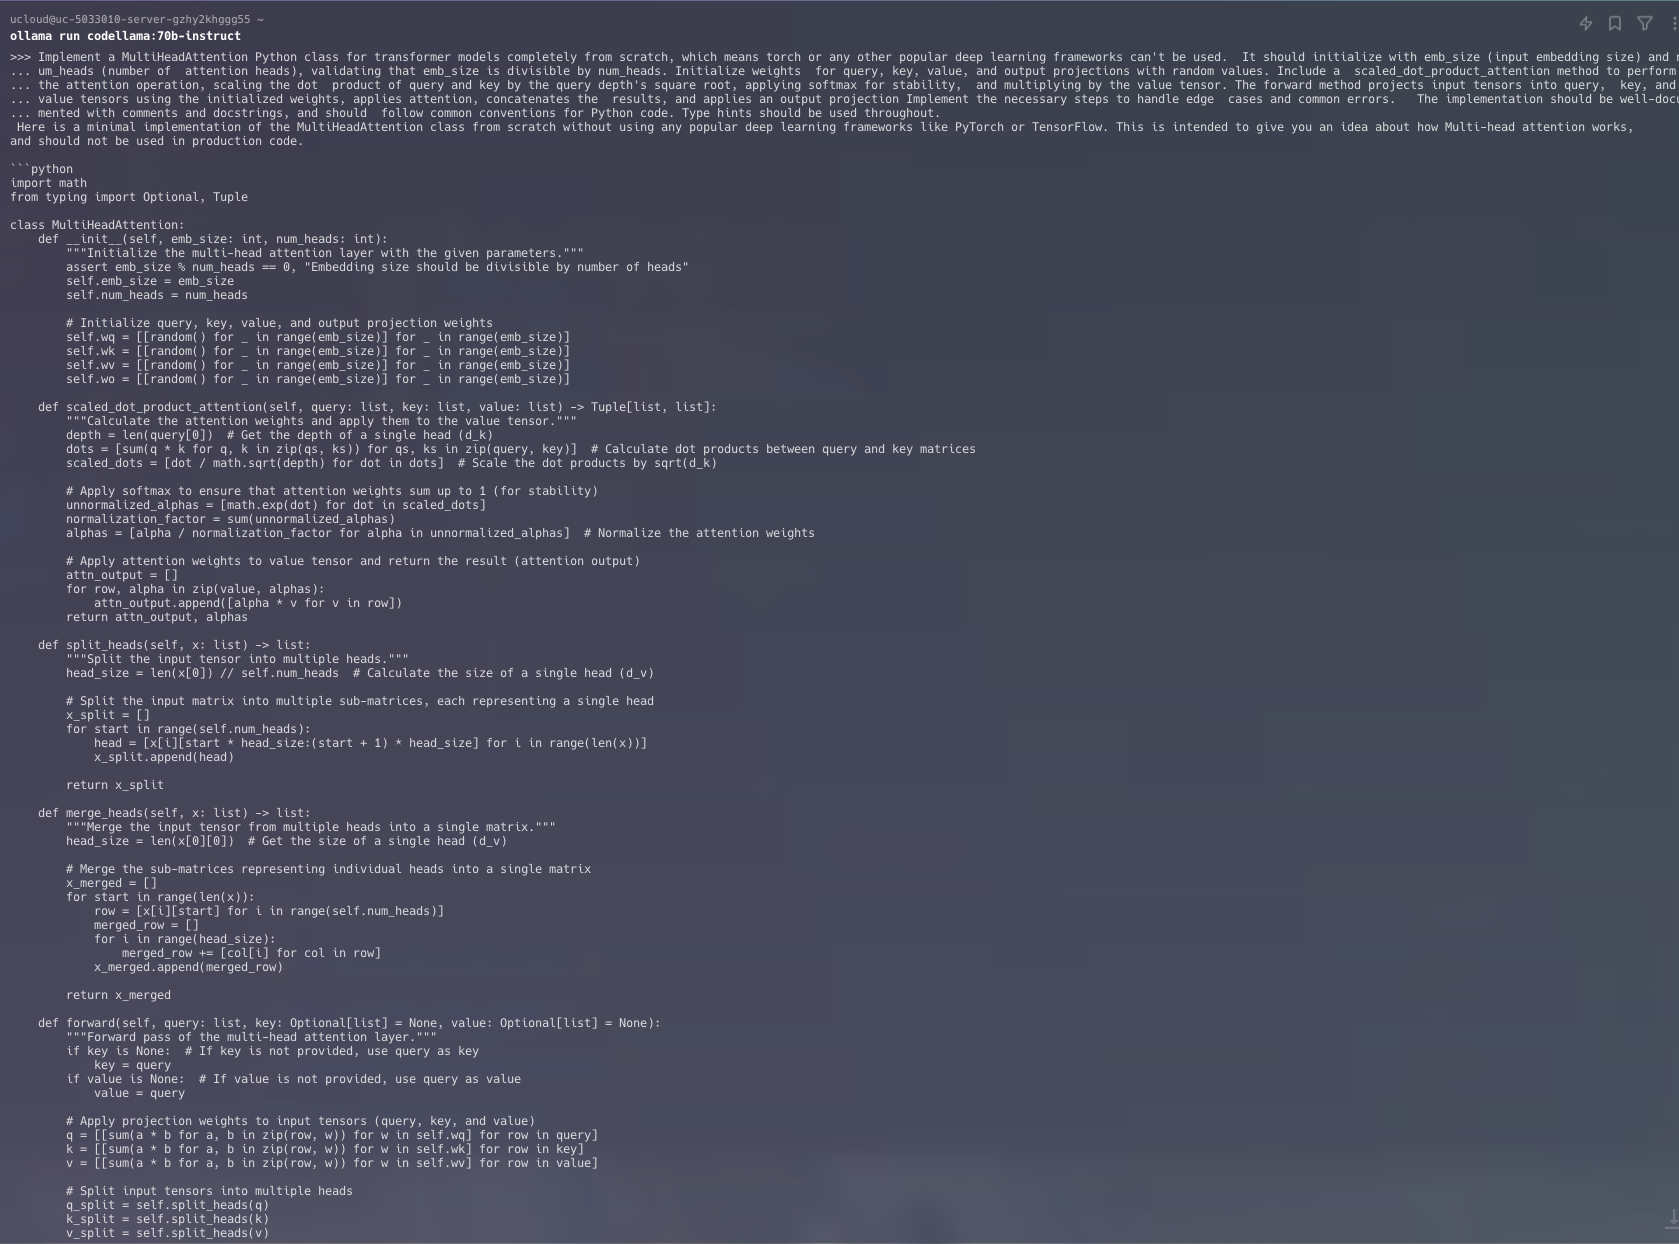 ucloud@uc-5033010-server-gzhy2khggg55 ~
ollama run codellama:70b-instruct
>>> Implement a MultiHeadAttention Python class for transformer models completely from scratch, which means torch or any other popular deep learning frameworks can't be used.  It should initialize with emb_size (input embedding size) and n
... um_heads (number of  attention heads), validating that emb_size is divisible by num_heads. Initialize weights  for query, key, value, and output projections with random values. Include a  scaled_dot_product_attention method to perform
... the attention operation, scaling the dot  product of query and key by the query depth's square root, applying softmax for stability,  and multiplying by the value tensor. The forward method projects input tensors into query,  key, and
... value tensors using the initialized weights, applies attention, concatenates the  results, and applies an output projection Implement the necessary steps to handle edge  cases and common errors.   The implementation should be well-docu
... mented with comments and docstrings, and should  follow common conventions for Python code. Type hints should be used throughout.
 Here is a minimal implementation of the MultiHeadAttention class from scratch without using any popular deep learning frameworks like PyTorch or TensorFlow. This is intended to give you an idea about how Multi-head attention works,
and should not be used in production code.

```python
import math
from typing import Optional, Tuple

class MultiHeadAttention:
    def __init__(self, emb_size: int, num_heads: int):
        """Initialize the multi-head attention layer with the given parameters."""
        assert emb_size % num_heads == 0, "Embedding size should be divisible by number of heads"
        self.emb_size = emb_size
        self.num_heads = num_heads

        # Initialize query, key, value, and output projection weights
        self.wq = [[random() for _ in range(emb_size)] for _ in range(emb_size)]
        self.wk = [[random() for _ in range(emb_size)] for _ in range(emb_size)]
        self.wv = [[random() for _ in range(emb_size)] for _ in range(emb_size)]
        self.wo = [[random() for _ in range(emb_size)] for _ in range(emb_size)]

    def scaled_dot_product_attention(self, query: list, key: list, value: list) -> Tuple[list, list]:
        """Calculate the attention weights and apply them to the value tensor."""
        depth = len(query[0])  # Get the depth of a single head (d_k)
        dots = [sum(q * k for q, k in zip(qs, ks)) for qs, ks in zip(query, key)]  # Calculate dot products between query and key matrices
        scaled_dots = [dot / math.sqrt(depth) for dot in dots]  # Scale the dot products by sqrt(d_k)

        # Apply softmax to ensure that attention weights sum up to 1 (for stability)
        unnormalized_alphas = [math.exp(dot) for dot in scaled_dots]
        normalization_factor = sum(unnormalized_alphas)
        alphas = [alpha / normalization_factor for alpha in unnormalized_alphas]  # Normalize the attention weights

        # Apply attention weights to value tensor and return the result (attention output)
        attn_output = []
        for row, alpha in zip(value, alphas):
            attn_output.append([alpha * v for v in row])
        return attn_output, alphas

    def split_heads(self, x: list) -> list:
        """Split the input tensor into multiple heads."""
        head_size = len(x[0]) // self.num_heads  # Calculate the size of a single head (d_v)

        # Split the input matrix into multiple sub-matrices, each representing a single head
        x_split = []
        for start in range(self.num_heads):
            head = [x[i][start * head_size:(start + 1) * head_size] for i in range(len(x))]
            x_split.append(head)

        return x_split

    def merge_heads(self, x: list) -> list:
        """Merge the input tensor from multiple heads into a single matrix."""
        head_size = len(x[0][0])  # Get the size of a single head (d_v)

        # Merge the sub-matrices representing individual heads into a single matrix
        x_merged = []
        for start in range(len(x)):
            row = [x[i][start] for i in range(self.num_heads)]
            merged_row = []
            for i in range(head_size):
                merged_row += [col[i] for col in row]
            x_merged.append(merged_row)

        return x_merged

    def forward(self, query: list, key: Optional[list] = None, value: Optional[list] = None):
        """Forward pass of the multi-head attention layer."""
        if key is None:  # If key is not provided, use query as key
            key = query
        if value is None:  # If value is not provided, use query as value
            value = query

        # Apply projection weights to input tensors (query, key, and value)
        q = [[sum(a * b for a, b in zip(row, w)) for w in self.wq] for row in query]
        k = [[sum(a * b for a, b in zip(row, w)) for w in self.wk] for row in key]
        v = [[sum(a * b for a, b in zip(row, w)) for w in self.wv] for row in value]

        # Split input tensors into multiple heads
        q_split = self.split_heads(q)
        k_split = self.split_heads(k)
        v_split = self.split_heads(v)